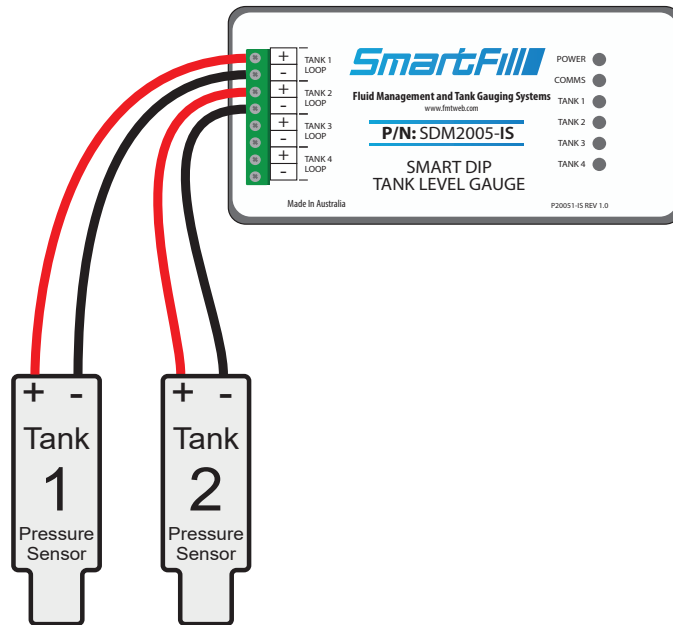 SmartFill
Fluid Management and Tank Gauging Systems
www.fmtweb.com
P/N: SDM2005-IS
SMART DIP
TANK LEVEL GAUGE
Made In Australia
P20051-IS REV 1.0
+
TANK 1
-
LOOP
+
TANK 2
-
LOOP
+
TANK 3
-
LOOP
+
TANK 4
-
LOOP
POWER
COMMS
TANK 1
TANK 2
TANK 3
TANK 4
+ -
Tank
1
Pressure
Sensor
+ -
Tank
2
Pressure
Sensor